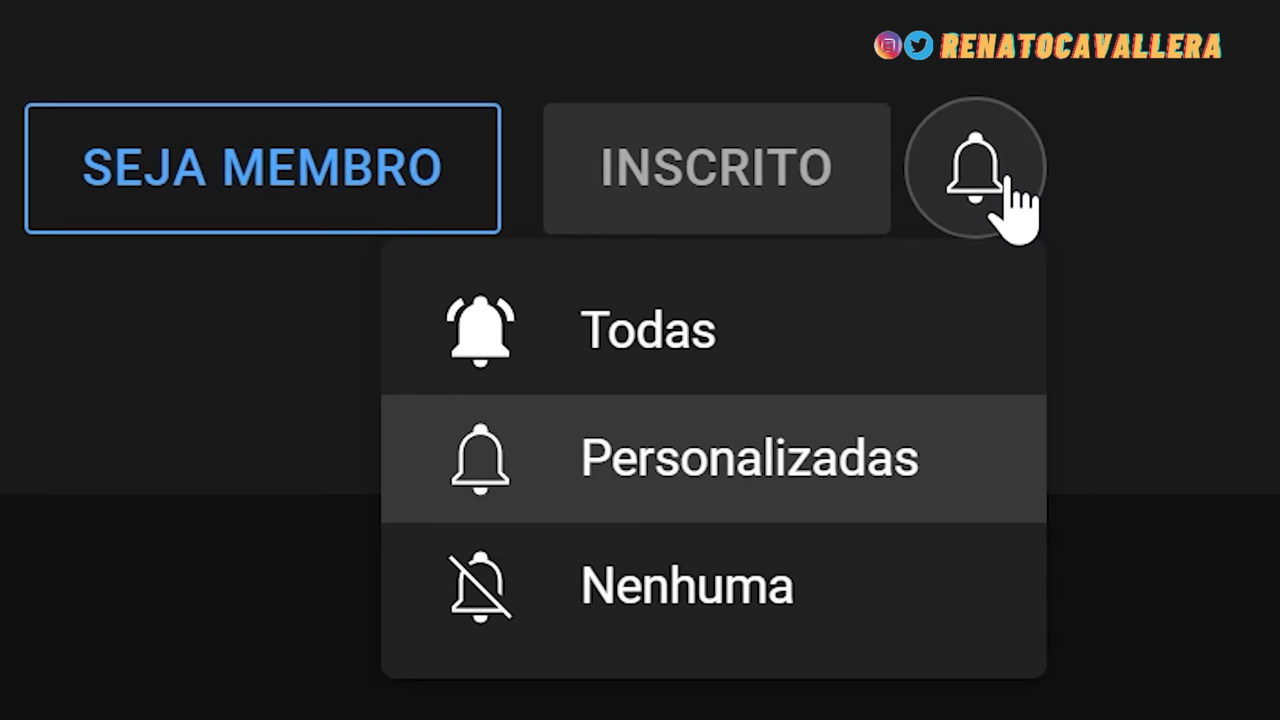 RENATOCAVALLERA
SEJA MEMBRO
INSCRITO
Todas
Personalizadas
Nenhuma